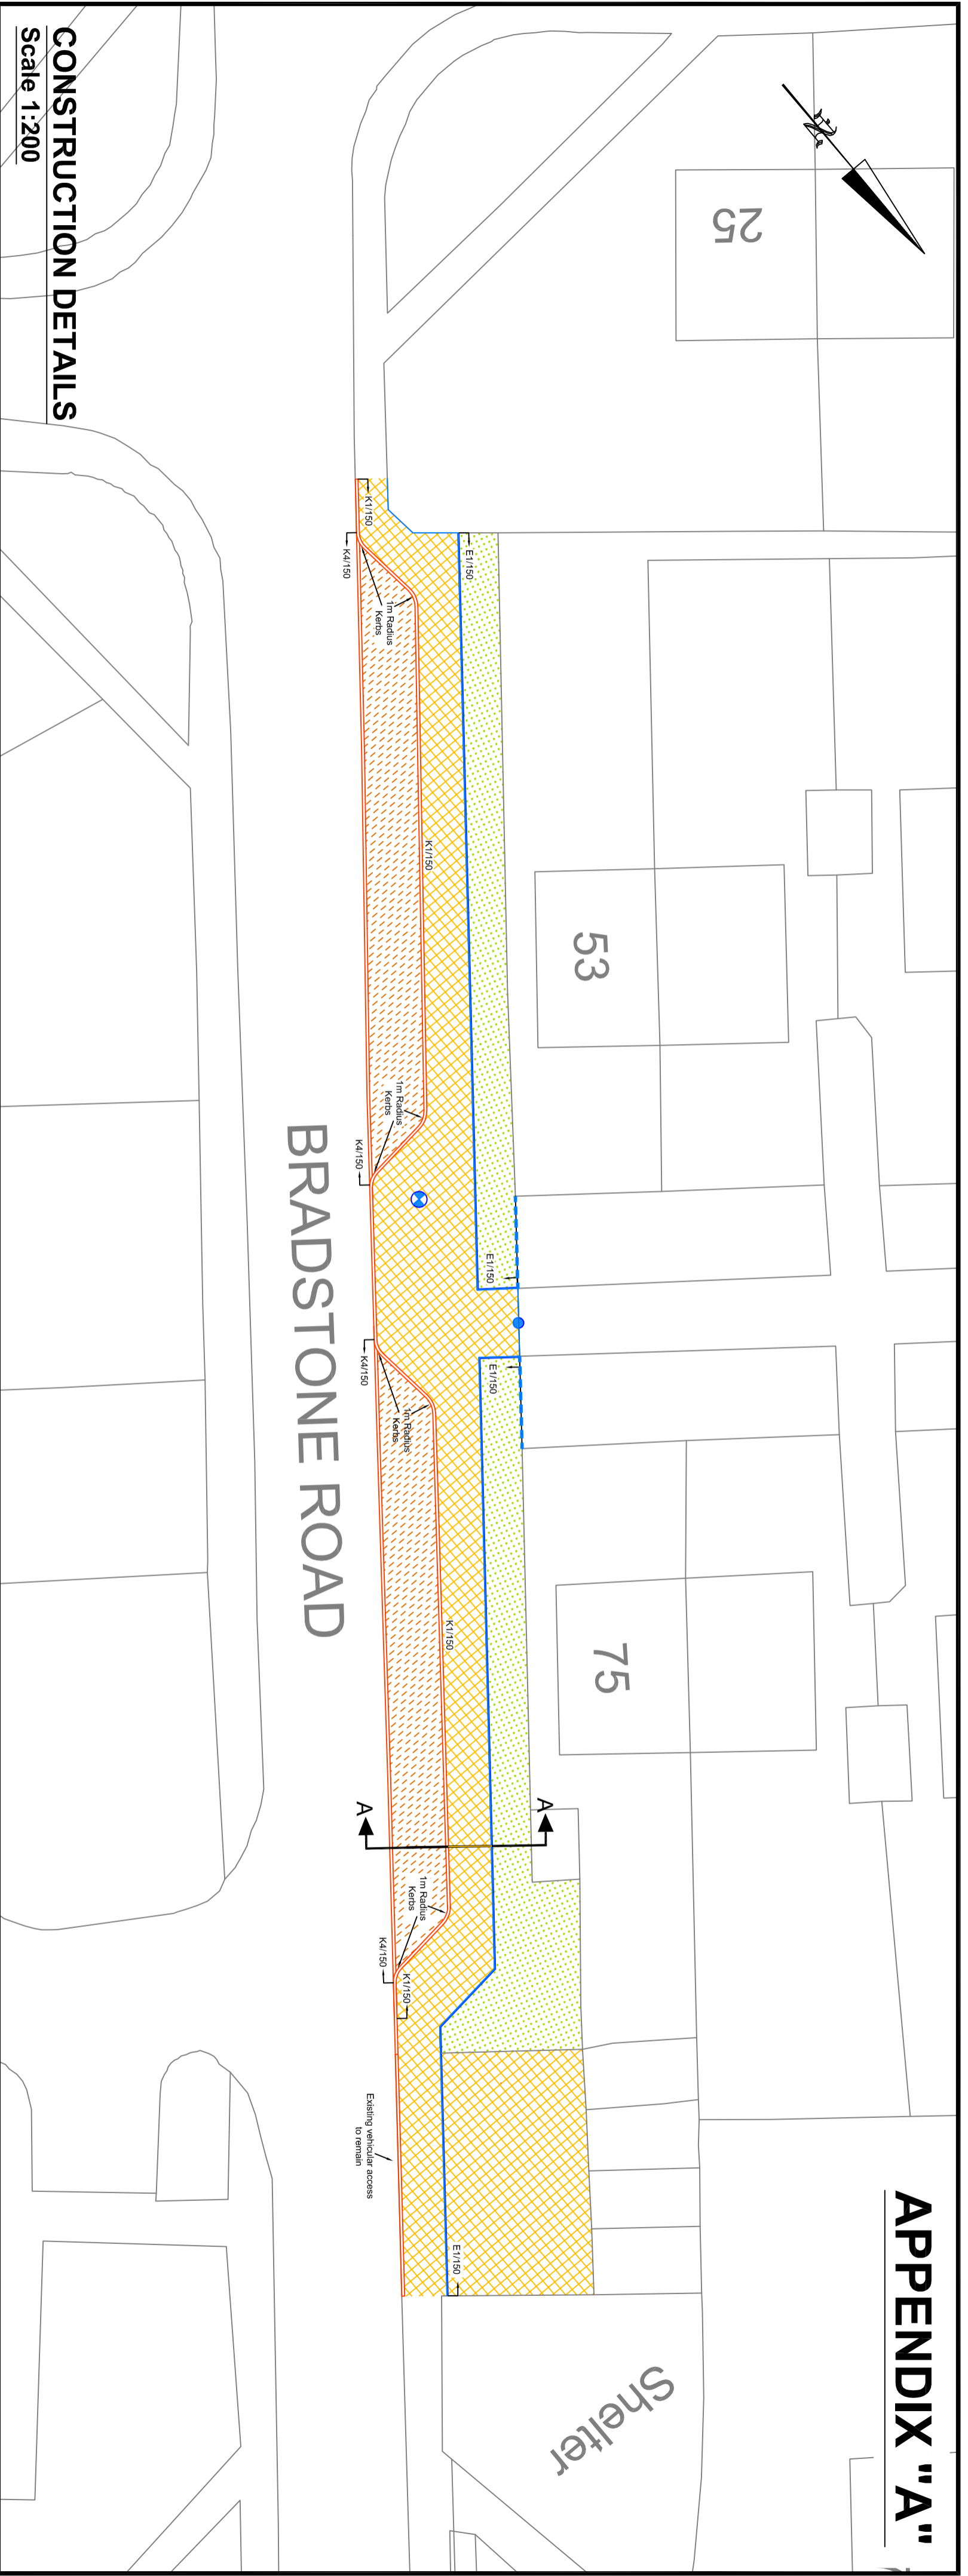 APPENDIX "A"
CONSTRUCTION DETAILS
Scale 1:200
25
53
75
Shelter
BRADSTONE ROAD
K1/150
K4/150
E1/150
1m Radius
Kerbs
K1/150
1m Radius
Kerbs
K4/150
E1/150
E1/150
K4/150
1m Radius
Kerbs
K1/150
A
A
1m Radius
Kerbs
K4/150
K1/150
Existing vehicular access
to remain
E1/150